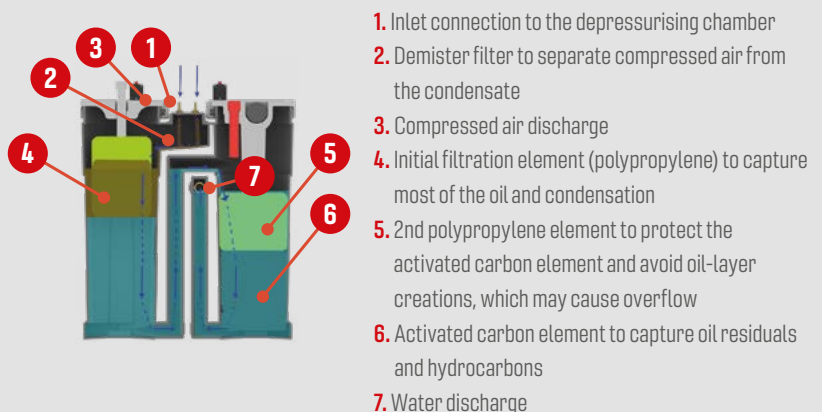 3
1
2
4
7
5
6
1. Inlet connection to the depressurising chamber
2. Demister filter to separate compressed air from
the condensate
3. Compressed air discharge
4. Initial filtration element (polypropylene) to capture
most of the oil and condensation
5. 2nd polypropylene element to protect the
activated carbon element and avoid oil-layer
creations, which may cause overflow
6. Activated carbon element to capture oil residuals
and hydrocarbons
7. Water discharge